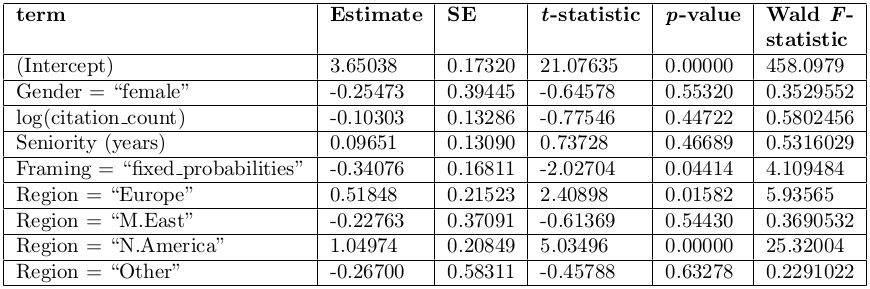 term Estimate SE t-statistic p-value Wald F-
statistic
(Intercept) 3.65038 0.17320 21.07635 0.00000 458.0979
Gender = “female” -0.25473 0.39445 -0.64578 0.55320 0.3529552
log(citation_count) -0.10303 0.13286 -0.77546 0.44722 0.5802456
Seniority (years) 0.09651 0.13090 0.73728 0.46689 0.5316029
Framing = “fixed_probabilities” -0.34076 0.16811 -2.02704 0.04414 4.109484
Region = “Europe” 0.51848 0.21523 2.40898 0.01582 5.93565
Region = “M.East” -0.22763 0.37091 -0.61369 0.54430 0.3690532
Region = “N.America” 1.04974 0.20849 5.03496 0.00000 25.32004
Region = “Other” -0.26700 0.58311 -0.45788 0.63278 0.2291022